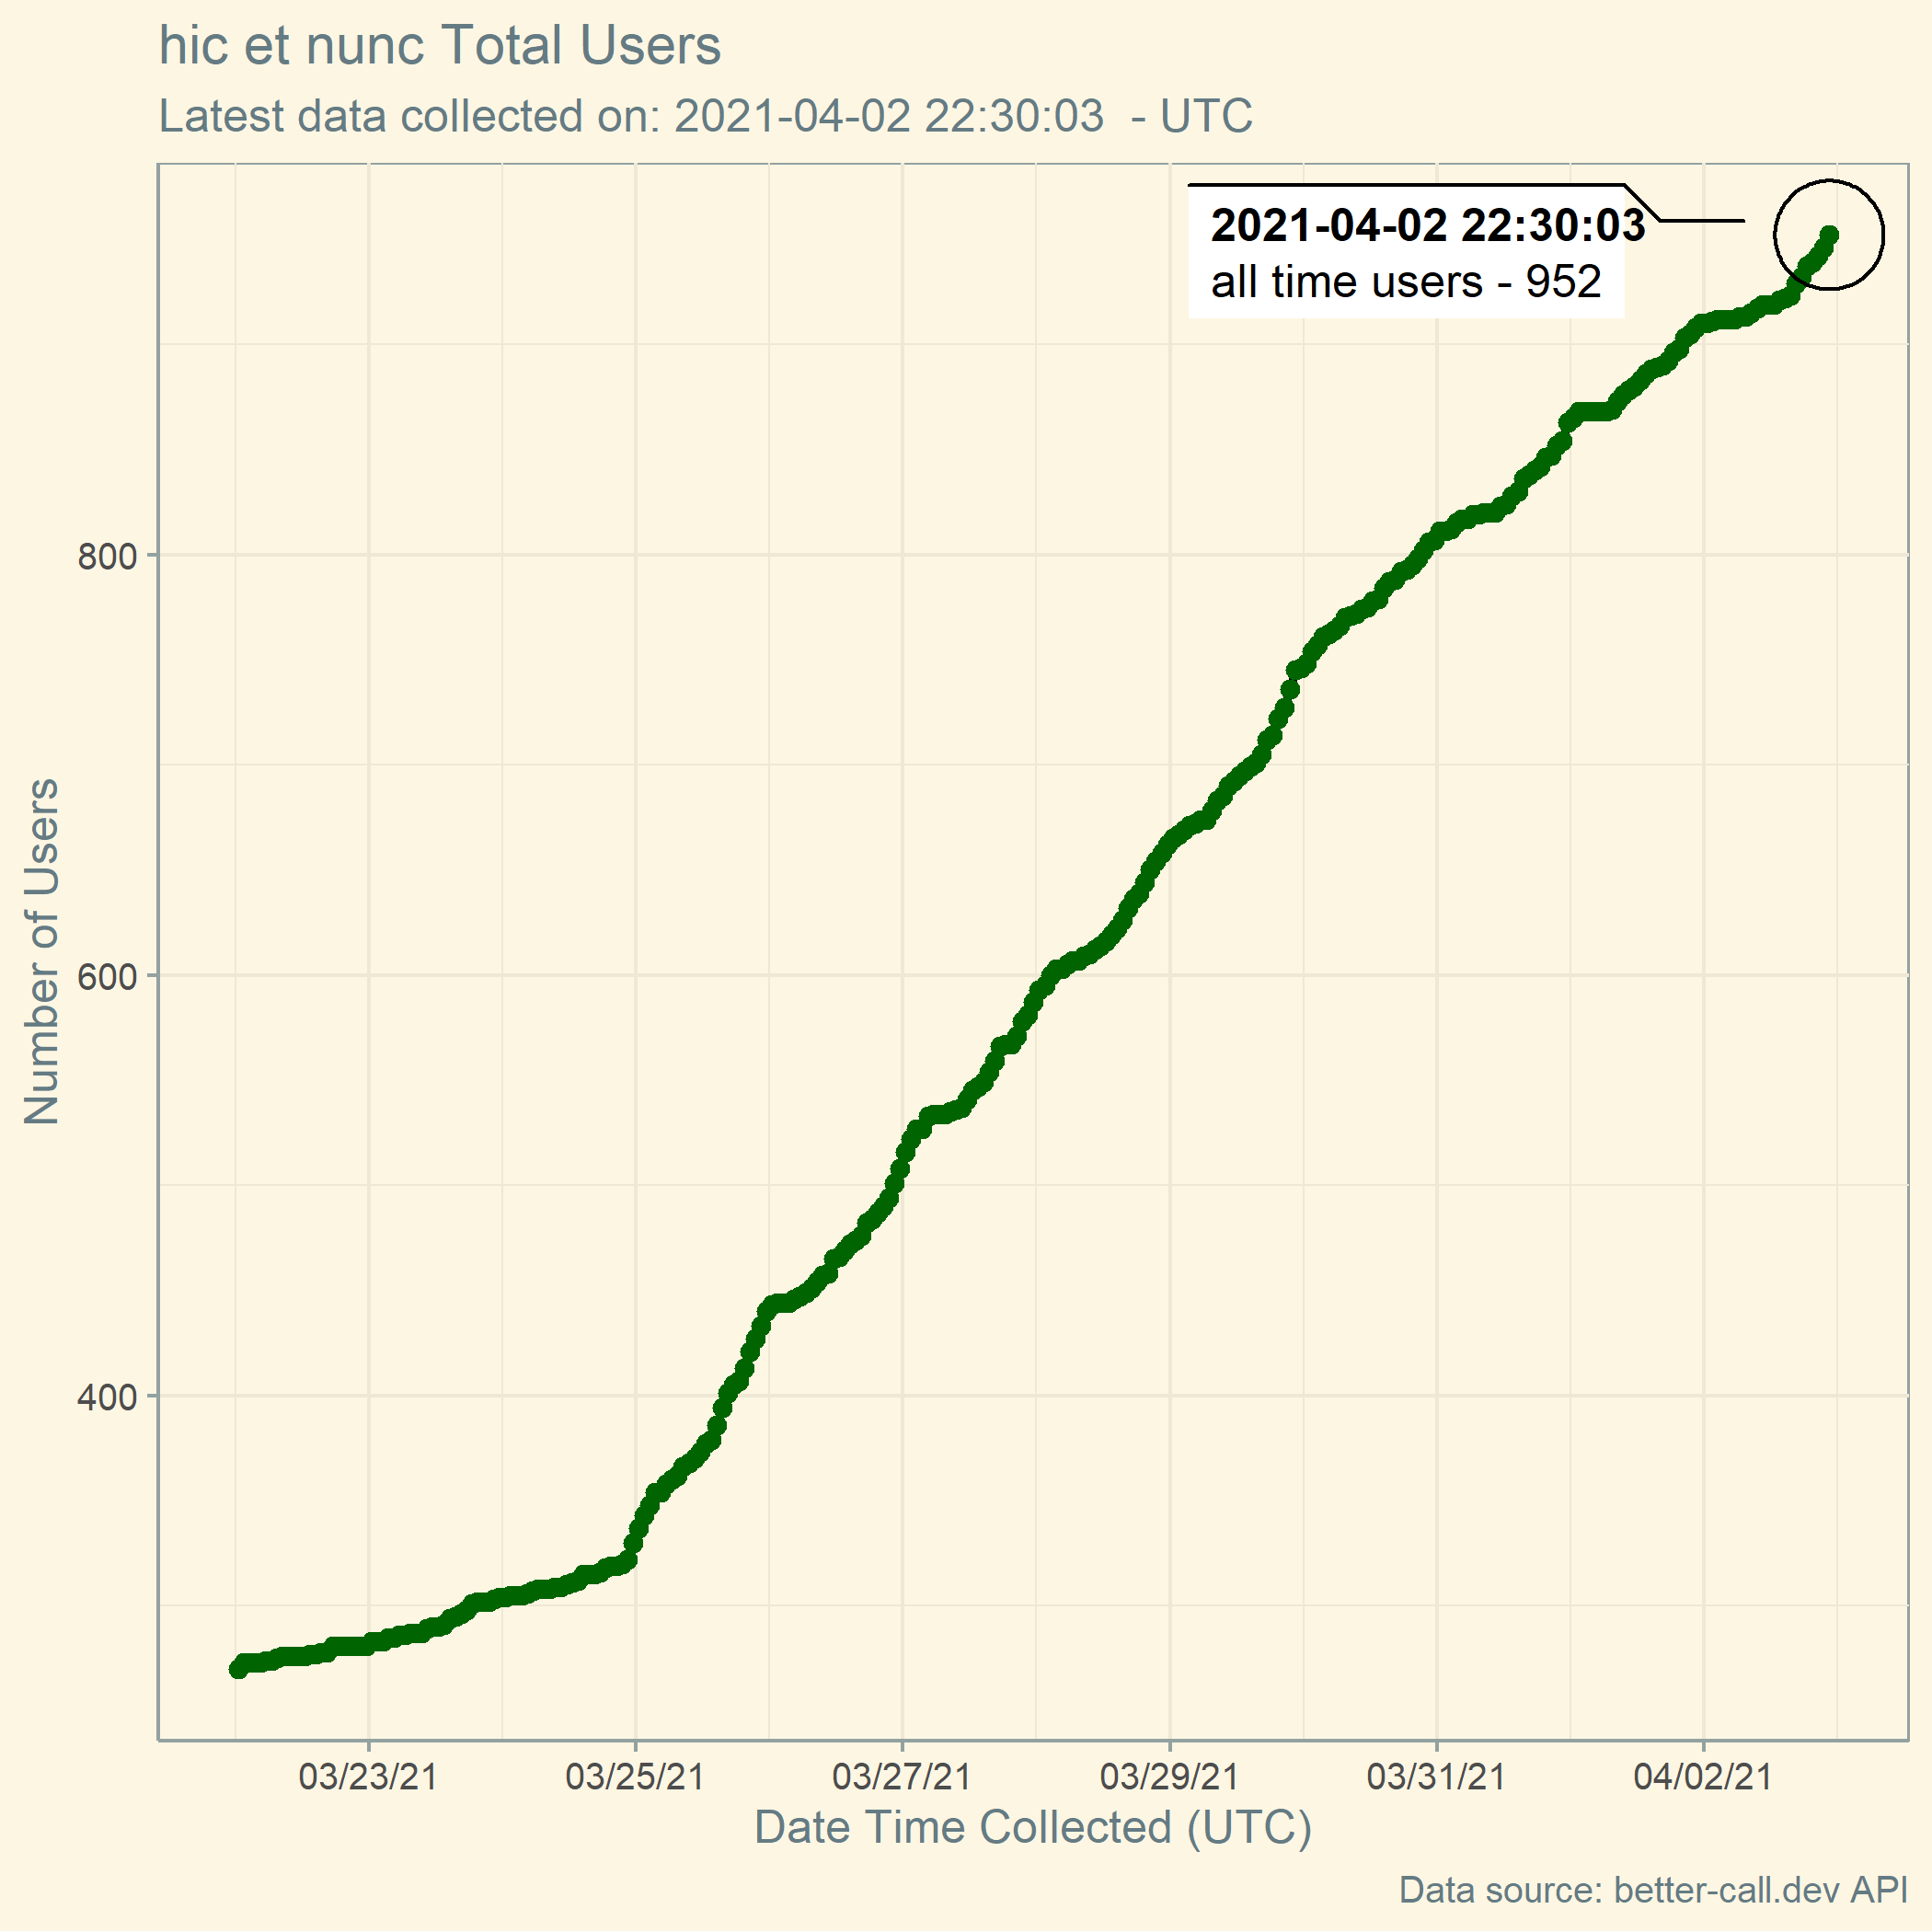 hic et nunc Total Users
Latest data collected on: 2021-04-02 22:30:03  - UTC
2021-04-02 22:30:03
all time users - 952
Number of Users
800
600
400
03/23/21
03/25/21
03/27/21
03/29/21
03/31/21
04/02/21
Date Time Collected (UTC)
Data source: better-call.dev API